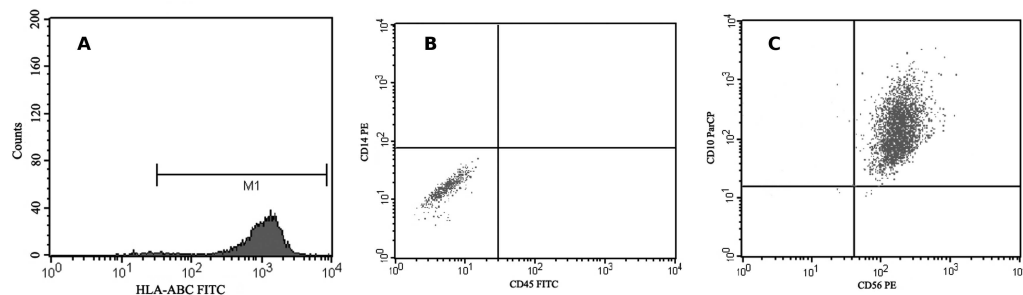 A
Counts
200
160
120
80
40
0
M1
10^0 10^1 10^2 10^3 10^4
HLA-ABC FITC
B
CD14 PE
10^4
10^3
10^2
10^1
10^0
10^0 10^1 10^2 10^3 10^4
CD45 FITC
C
CD10 ParCP
10^4
10^3
10^2
10^1
10^0
10^0 10^1 10^2 10^3 10
CD56 PE